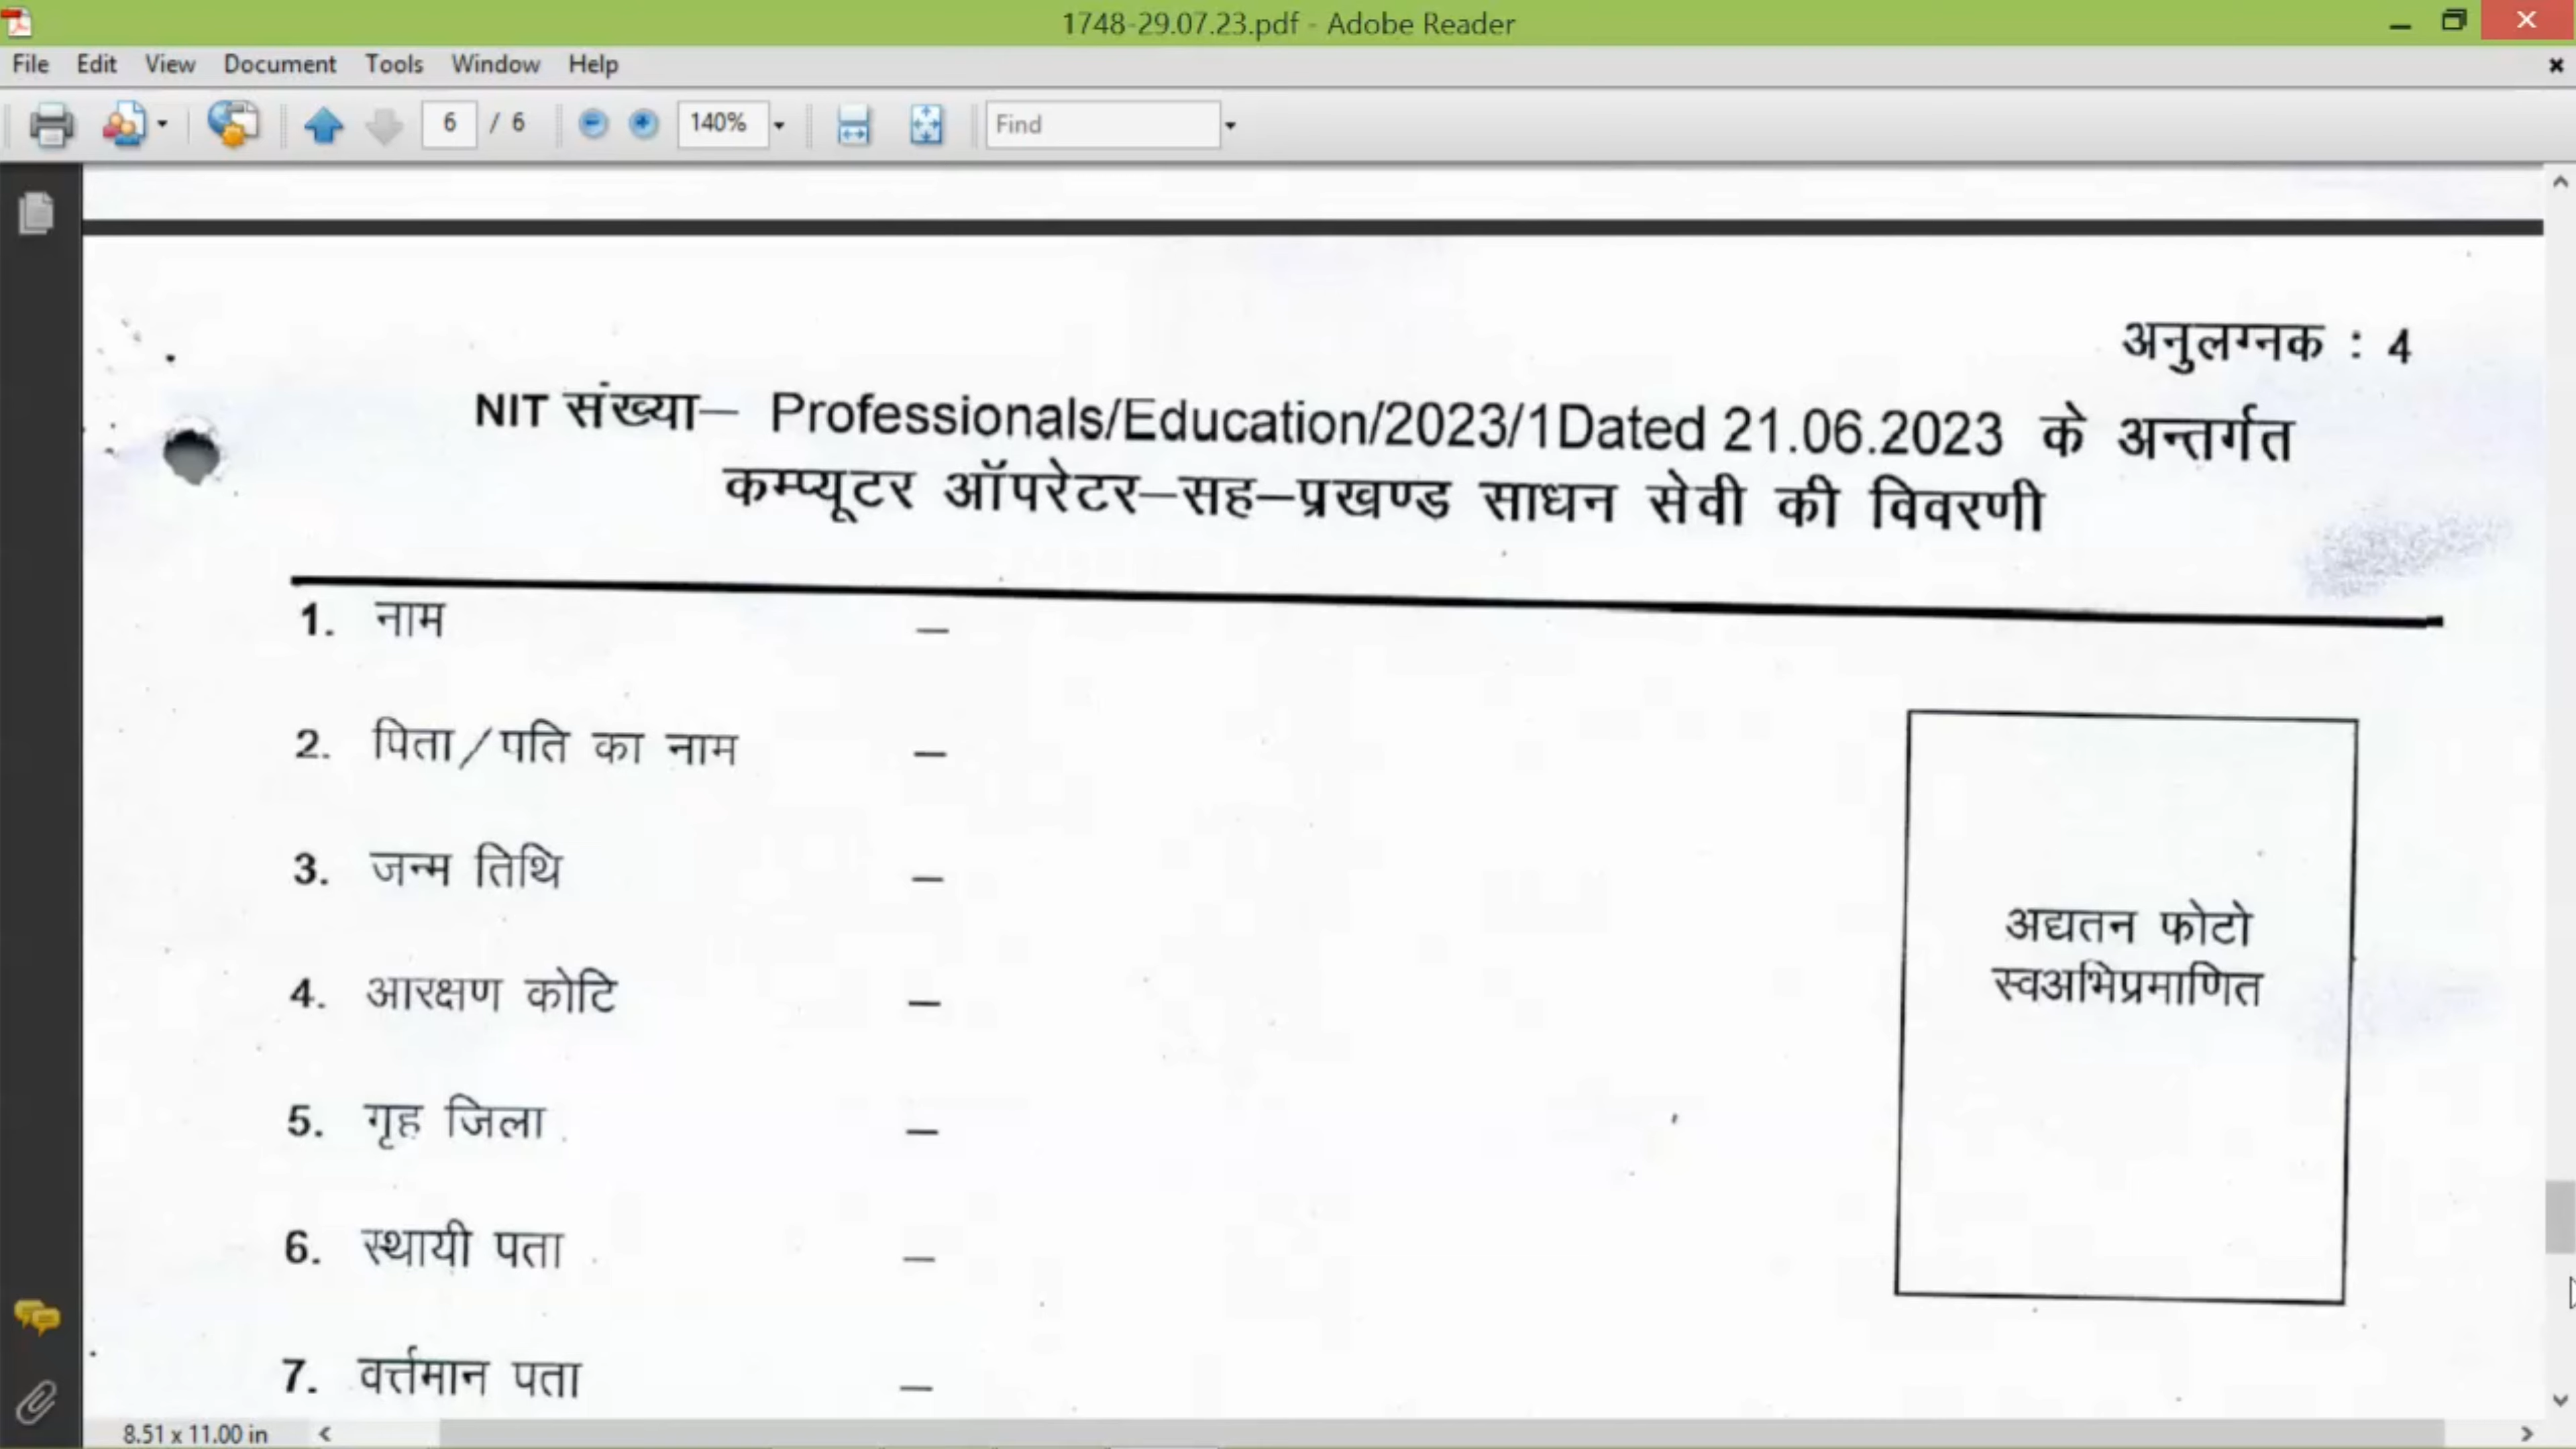 1748-29.07.23.pdf - Adobe Reader
File Edit View Document Tools Window Help
6 / 6 140% Find
अनुलग्नक : 4
NIT संख्या– Professionals/Education/2023/1Dated 21.06.2023 के अन्तर्गत
कम्प्यूटर ऑपरेटर–सह–प्रखण्ड साधन सेवी की विवरणी
1. नाम –
2. पिता/पति का नाम –
3. जन्म तिथि –
4. आरक्षण कोटि –
5. गृह जिला –
6. स्थायी पता –
7. वर्त्तमान पता –
अद्यतन फोटो
स्वअभिप्रमाणित
8.51 x 11.00 in